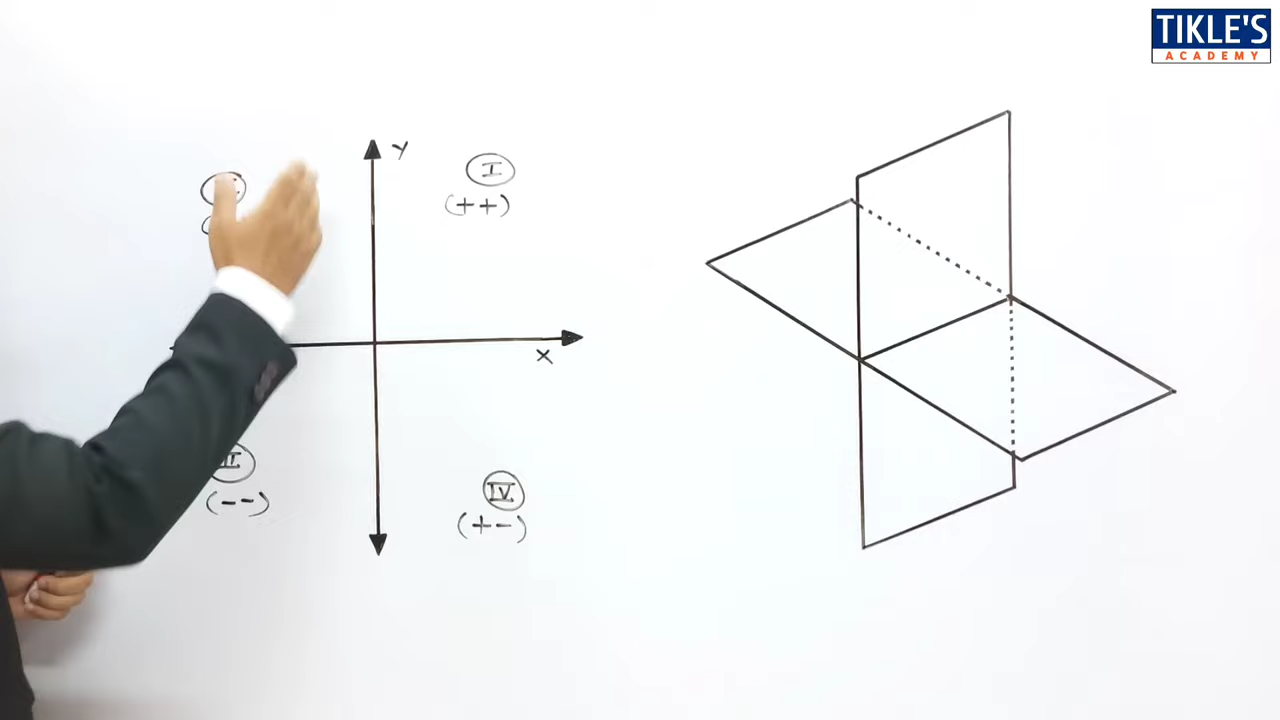 TIKLE'S
ACADEMY
Y
I
(++)
X
(--)
IV
(+-)